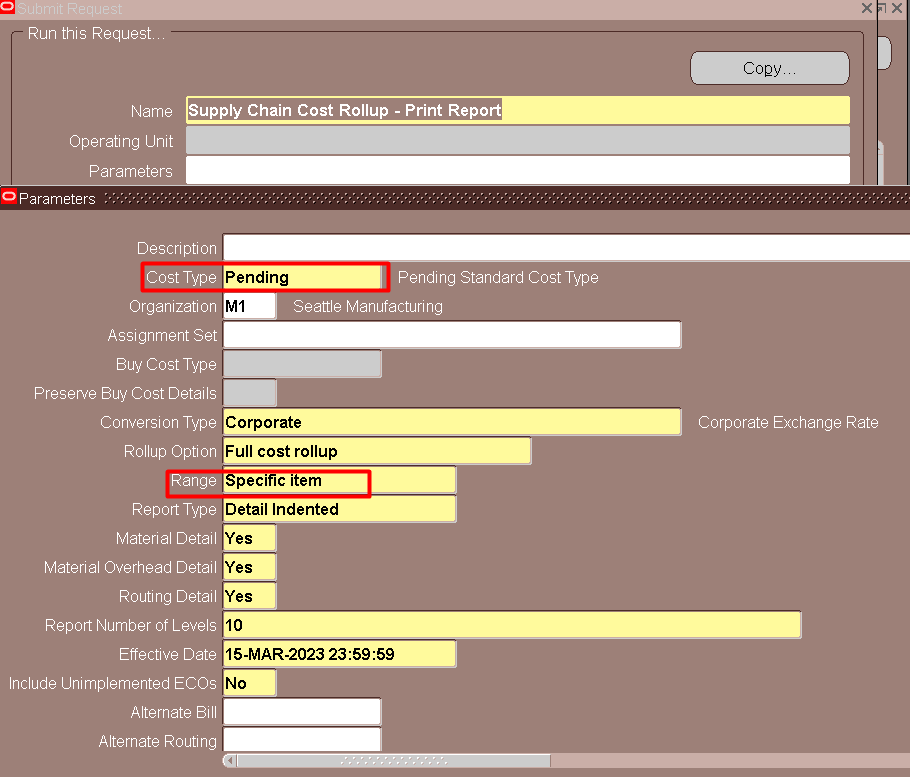 Submit Request
Run this Request...
Copy...
Name Supply Chain Cost Rollup - Print Report
Operating Unit
Parameters
Parameters
Description
Cost Type Pending Pending Standard Cost Type
Organization M1 Seattle Manufacturing
Assignment Set
Buy Cost Type
Preserve Buy Cost Details
Conversion Type Corporate Corporate Exchange Rate
Rollup Option Full cost rollup
Range Specific item
Report Type Detail Indented
Material Detail Yes
Material Overhead Detail Yes
Routing Detail Yes
Report Number of Levels 10
Effective Date 15-MAR-2023 23:59:59
Include Unimplemented ECOs No
Alternate Bill
Alternate Routing